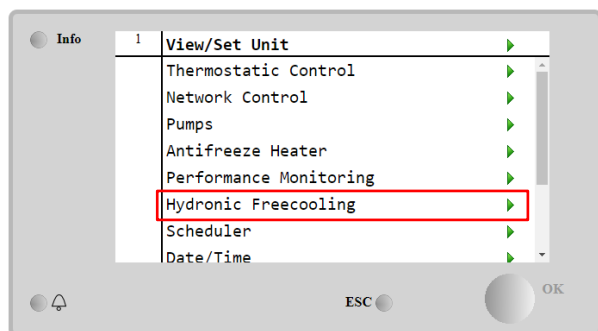 Info
1 View/Set Unit
Thermostatic Control
Network Control
Pumps
Antifreeze Heater
Performance Monitoring
Hydronic Freecooling
Scheduler
Date/Time
ESC
OK